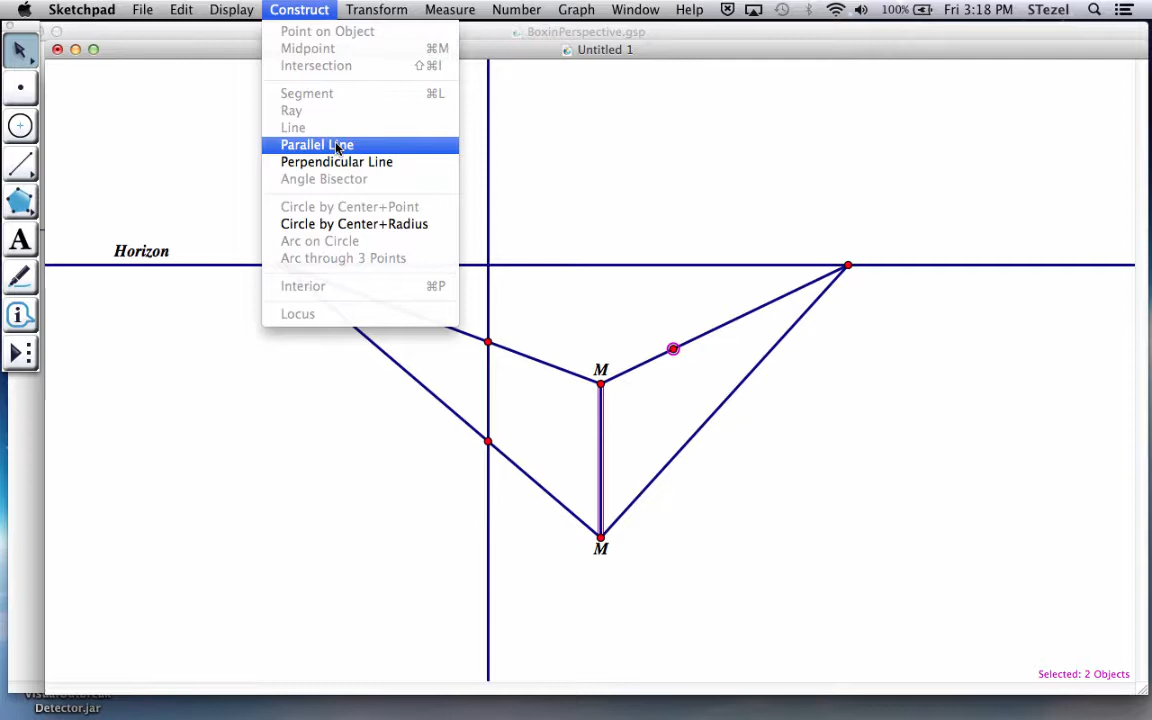 Sketchpad File Edit Display Construct Transform Measure Number Graph Window Help 100% Fri 3:18 PM STezel
BoxinPerspective.gsp
Untitled 1
Point on Object
Midpoint ⌘M
Intersection ⇧⌘I
Segment ⌘L
Ray
Line
Parallel Line
Perpendicular Line
Angle Bisector
Circle by Center+Point
Circle by Center+Radius
Arc on Circle
Arc through 3 Points
Interior ⌘P
Locus
A
Horizon
M
M
Selected: 2 Objects
Detector.jar